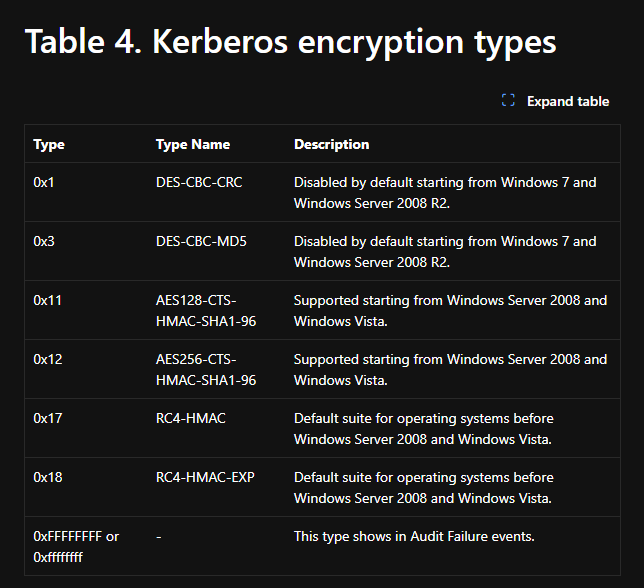 Table 4. Kerberos encryption types
Expand table
Type Type Name Description
0x1 DES-CBC-CRC Disabled by default starting from Windows 7 and
Windows Server 2008 R2.
0x3 DES-CBC-MD5 Disabled by default starting from Windows 7 and
Windows Server 2008 R2.
0x11 AES128-CTS- Supported starting from Windows Server 2008 and
HMAC-SHA1-96 Windows Vista.
0x12 AES256-CTS- Supported starting from Windows Server 2008 and
HMAC-SHA1-96 Windows Vista.
0x17 RC4-HMAC Default suite for operating systems before
Windows Server 2008 and Windows Vista.
0x18 RC4-HMAC-EXP Default suite for operating systems before
Windows Server 2008 and Windows Vista.
0xFFFFFFFF or - This type shows in Audit Failure events.
0xffffffff